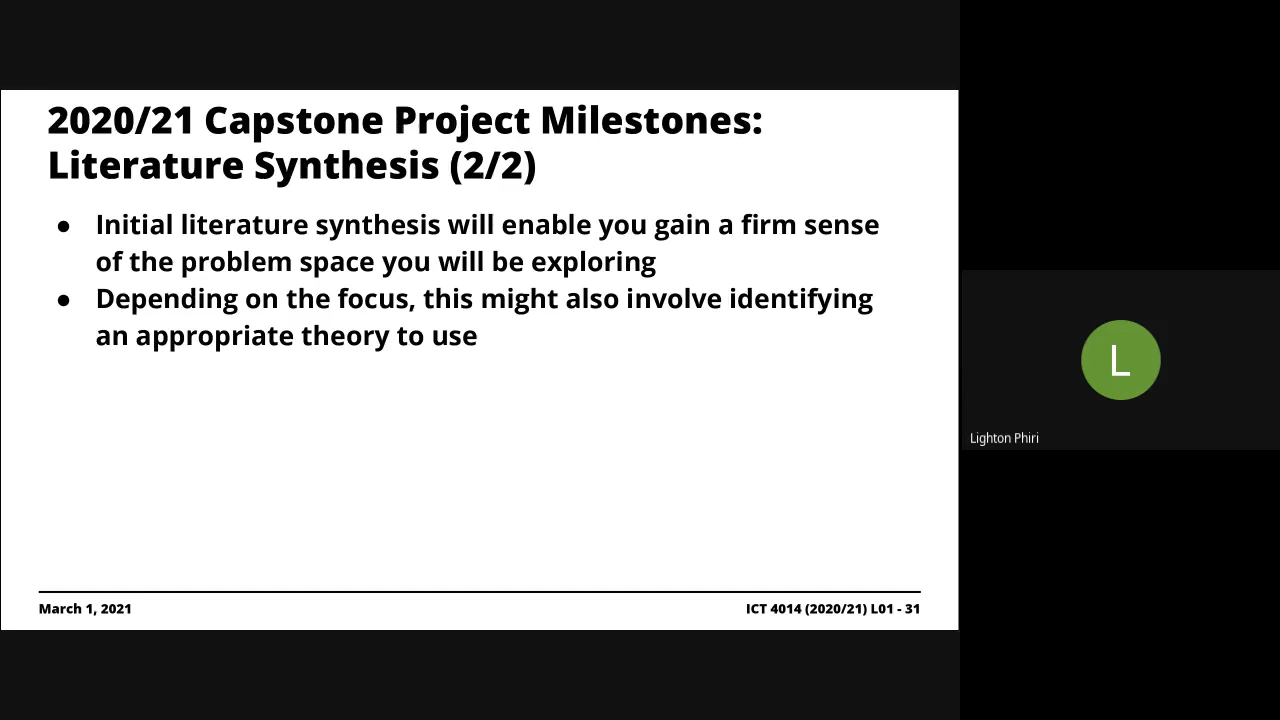 2020/21 Capstone Project Milestones:
Literature Synthesis (2/2)
● Initial literature synthesis will enable you gain a firm sense
of the problem space you will be exploring
● Depending on the focus, this might also involve identifying
an appropriate theory to use
March 1, 2021
ICT 4014 (2020/21) L01 - 31
L
Lighton Phiri